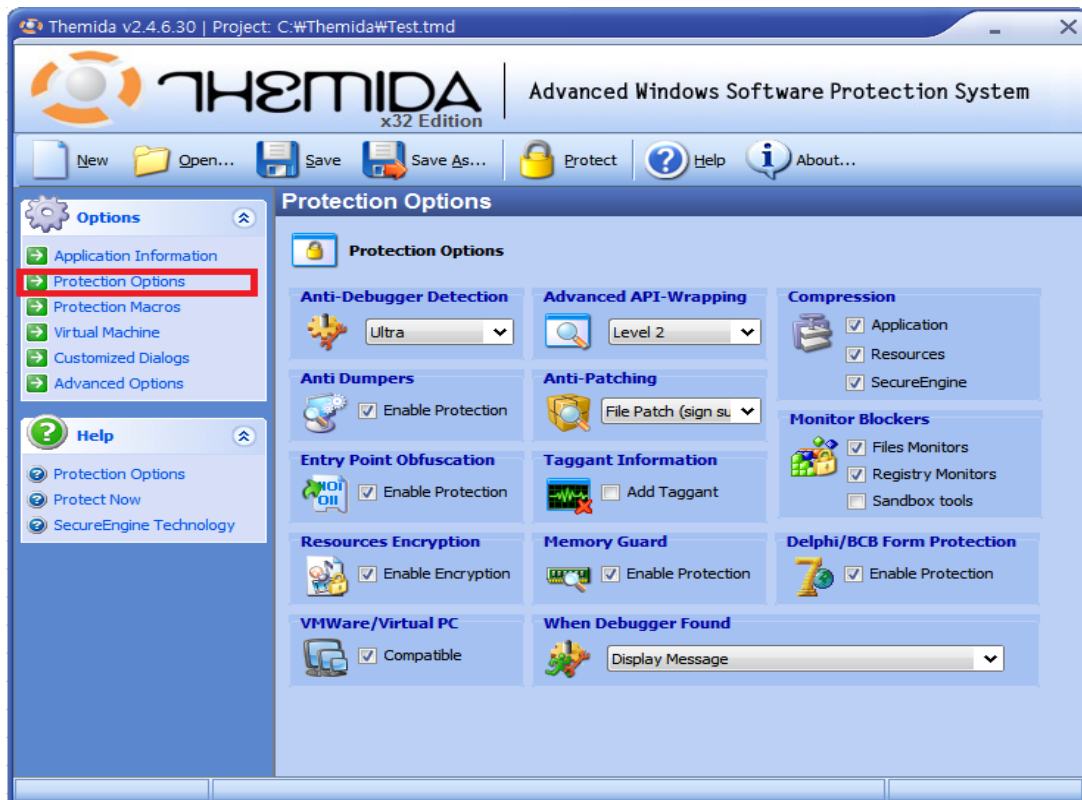 Themida v2.4.6.30 | Project: C:₩Themida₩Test.tmd
THEMIDA
x32 Edition
Advanced Windows Software Protection System
New
Open...
Save
Save As...
Protect
Help
About...
Options
Application Information
Protection Options
Protection Macros
Virtual Machine
Customized Dialogs
Advanced Options
Help
Protection Options
Protect Now
SecureEngine Technology
Protection Options
Protection Options
Anti-Debugger Detection
Ultra
Advanced API-Wrapping
Level 2
Compression
Application
Resources
SecureEngine
Anti Dumpers
Enable Protection
Anti-Patching
File Patch (sign su
Monitor Blockers
Files Monitors
Registry Monitors
Sandbox tools
Entry Point Obfuscation
Enable Protection
Taggant Information
Add Taggant
Resources Encryption
Enable Encryption
Memory Guard
Enable Protection
Delphi/BCB Form Protection
Enable Protection
VMWare/Virtual PC
Compatible
When Debugger Found
Display Message